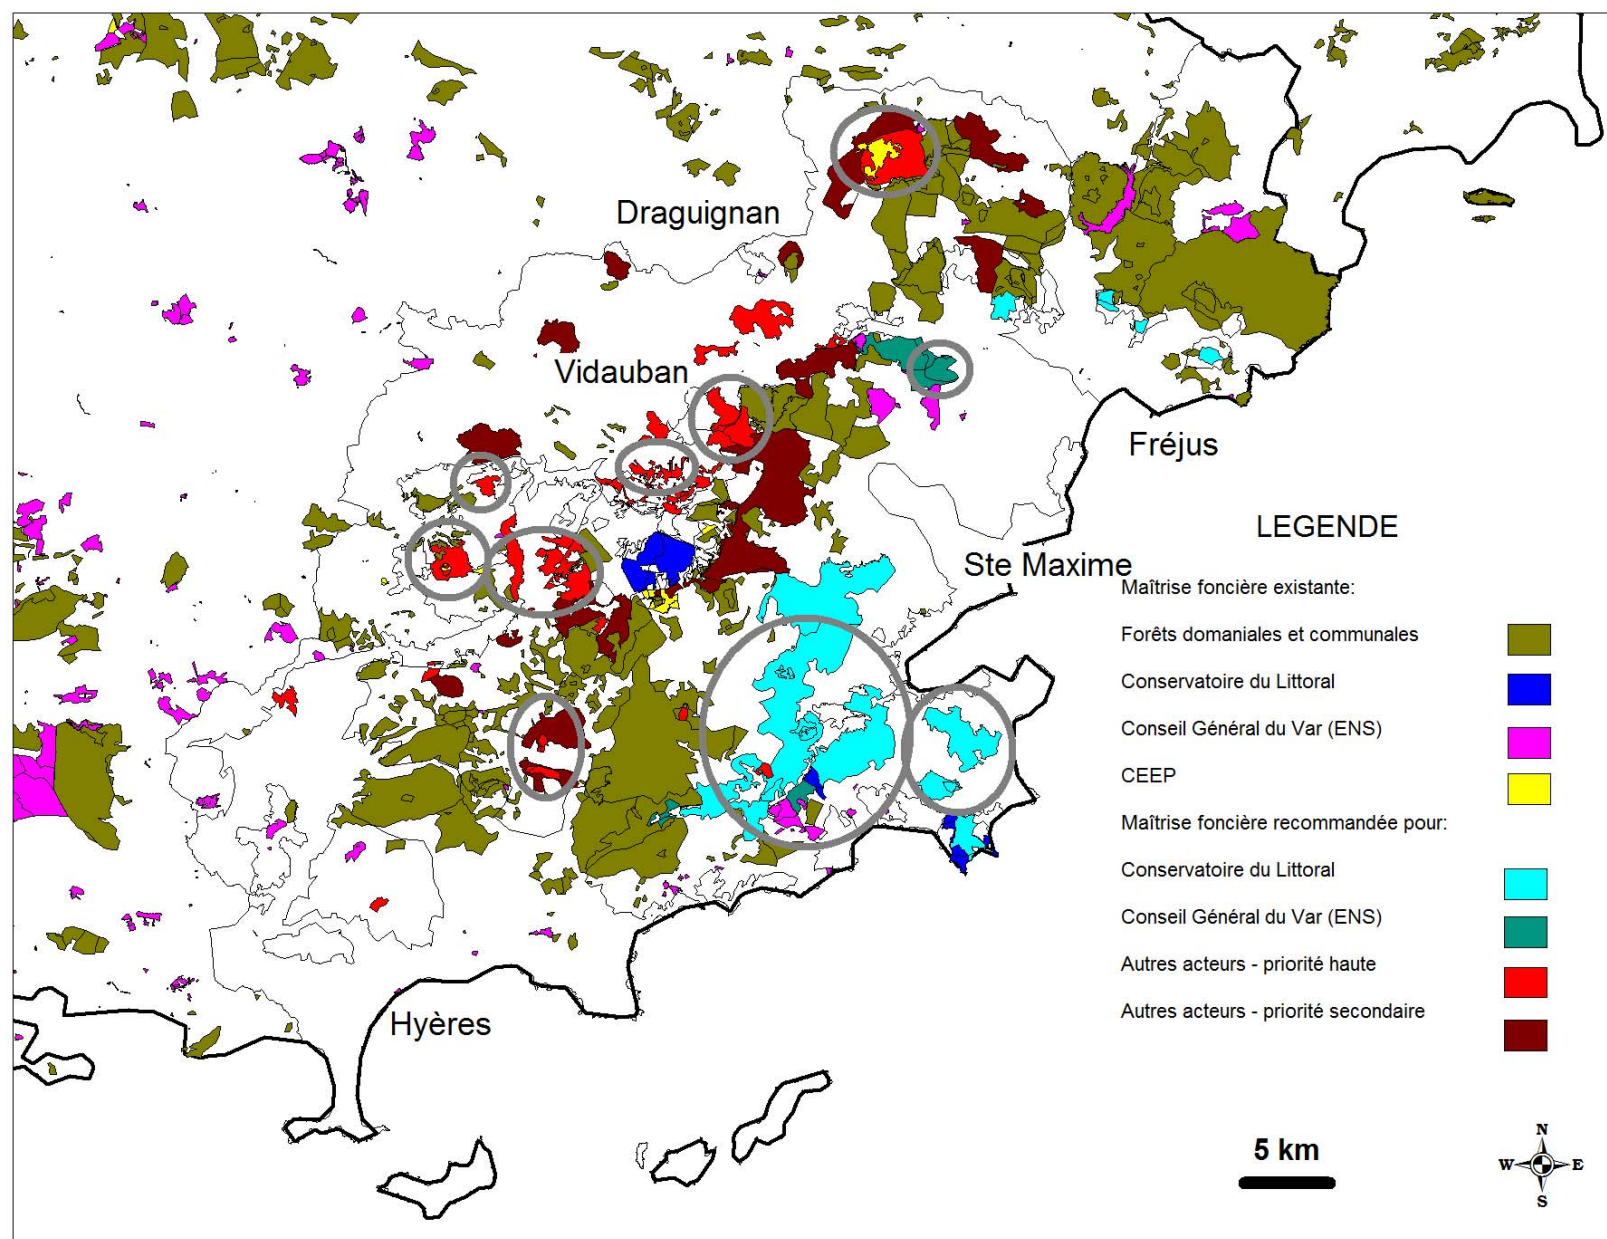 Draguignan
Vidauban
Fréjus
LEGENDE
Ste Maxime
Maîtrise foncière existante:
Forêts domaniales et communales
Conservatoire du Littoral
Conseil Général du Var (ENS)
CEEP
Maîtrise foncière recommandée pour:
Conservatoire du Littoral
Conseil Général du Var (ENS)
Autres acteurs - priorité haute
Autres acteurs - priorité secondaire
Hyères
5 km
N
W E
S